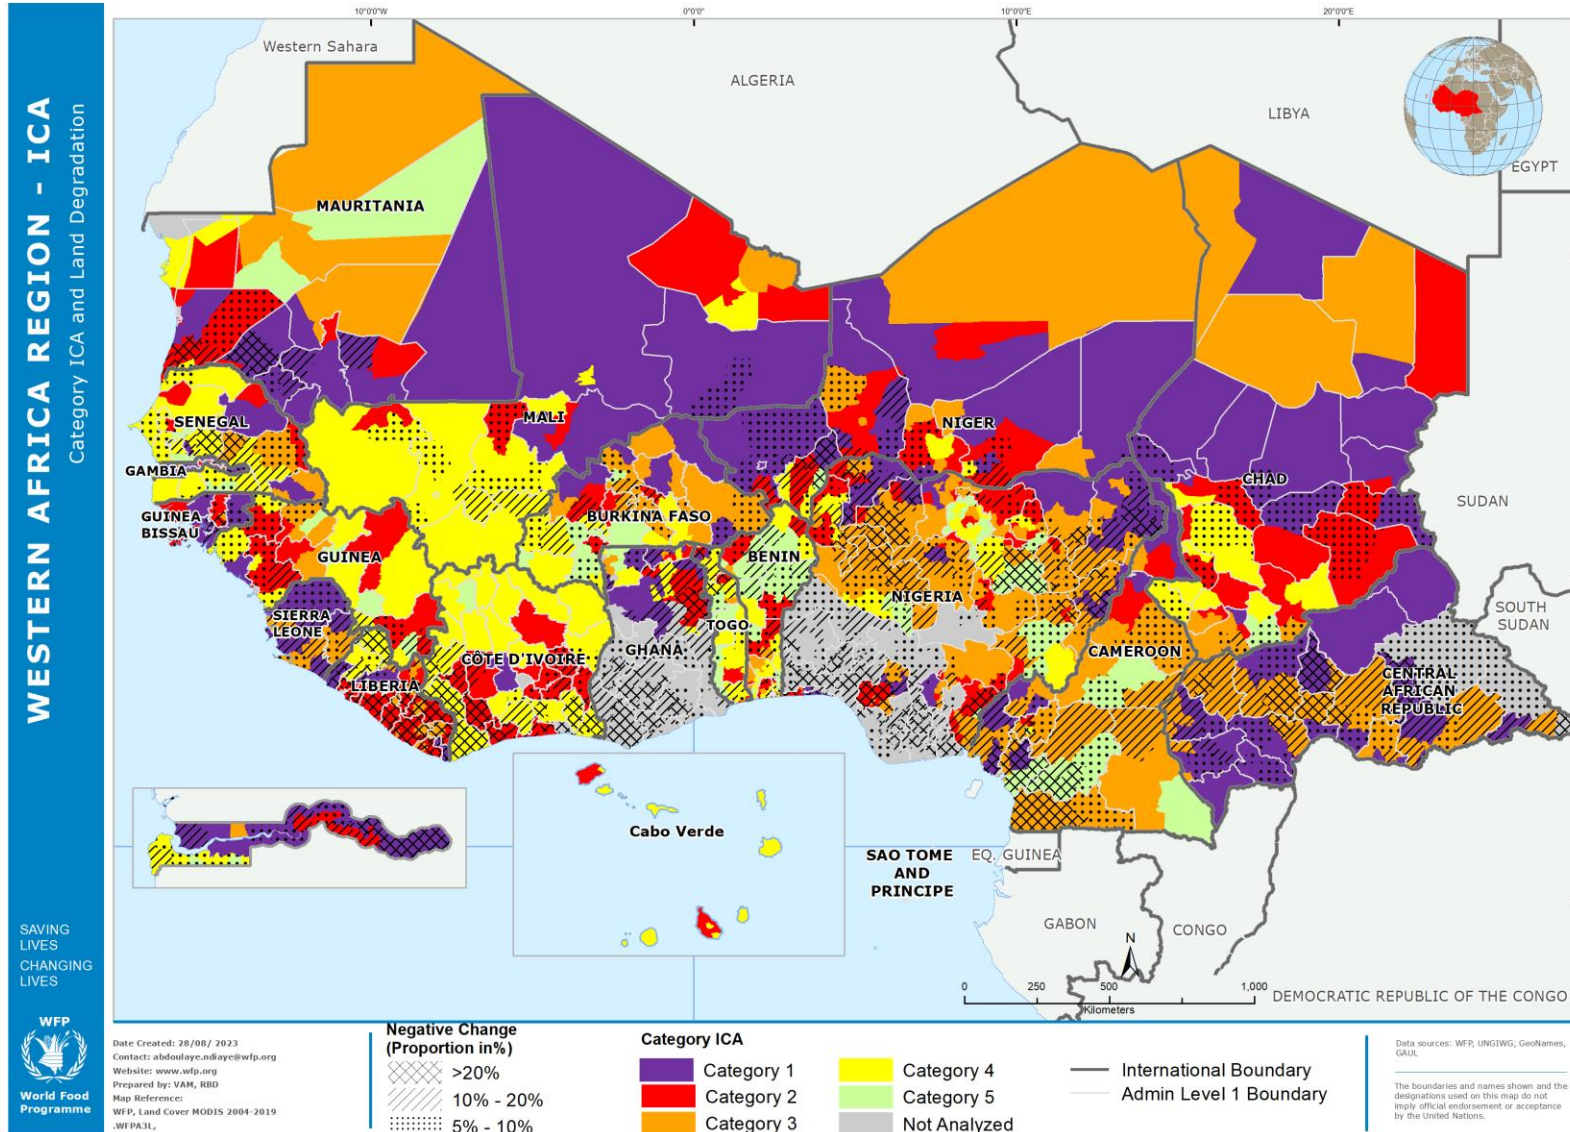 WESTERN AFRICA REGION - ICA
Category ICA and Land Degradation
SAVING
LIVES
CHANGING
LIVES
WFP
World Food
Programme
10°0'0"W
0°0'0"
10°0'0"E
20°0'0"E
Western Sahara
ALGERIA
LIBYA
EGYPT
MAURITANIA
MALI
NIGER
CHAD
SUDAN
SENEGAL
GAMBIA
GUINEA
BISSAU
GUINEA
BURKINA FASO
BENIN
NIGERIA
SIERRA
LEONE
LIBERIA
CÔTE D'IVOIRE
GHANA
TOGO
CAMEROON
CENTRAL
AFRICAN
REPUBLIC
SOUTH
SUDAN
Cabo Verde
SAO TOME
AND
PRINCIPE
EQ. GUINEA
GABON
CONGO
DEMOCRATIC REPUBLIC OF THE CONGO
N
0 250 500 1,000
Kilometers
Date Created: 28/08/ 2023
Contact: abdoulaye.ndiaye@wfp.org
Website: www.wfp.org
Prepared by: VAM, RBD
Map Reference:
WFP, Land Cover MODIS 2004-2019
.WFPA3L,
Negative Change
(Proportion in%)
>20%
10% - 20%
5% - 10%
Category ICA
Category 1
Category 2
Category 3
Category 4
Category 5
Not Analyzed
International Boundary
Admin Level 1 Boundary
Data sources: WFP, UNGIWG, GeoNames,
GAUL
The boundaries and names shown and the
designations used on this map do not
imply official endorsement or acceptance
by the United Nations.